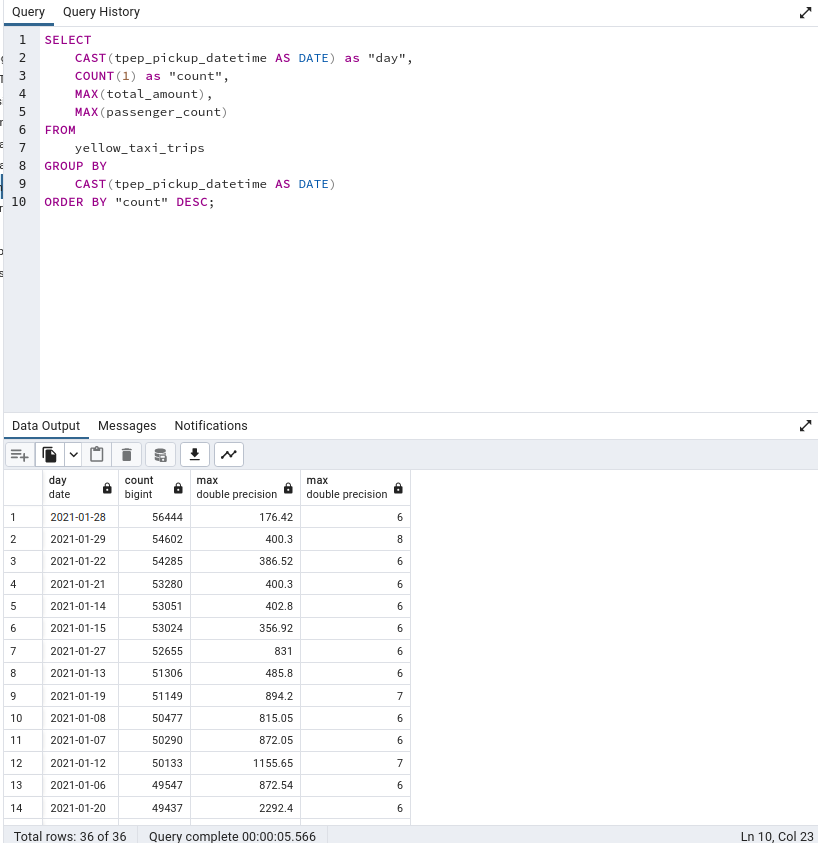 Query Query History
1 SELECT
2 CAST(tpep_pickup_datetime AS DATE) as "day",
3 COUNT(1) as "count",
4 MAX(total_amount),
5 MAX(passenger_count)
6 FROM
7 yellow_taxi_trips
8 GROUP BY
9 CAST(tpep_pickup_datetime AS DATE)
10 ORDER BY "count" DESC;
Data Output Messages Notifications
day count max max
date bigint double precision double precision
1 2021-01-28 56444 176.42 6
2 2021-01-29 54602 400.3 8
3 2021-01-22 54285 386.52 6
4 2021-01-21 53280 400.3 6
5 2021-01-14 53051 402.8 6
6 2021-01-15 53024 356.92 6
7 2021-01-27 52655 831 6
8 2021-01-13 51306 485.8 6
9 2021-01-19 51149 894.2 7
10 2021-01-08 50477 815.05 6
11 2021-01-07 50290 872.05 6
12 2021-01-12 50133 1155.65 7
13 2021-01-06 49547 872.54 6
14 2021-01-20 49437 2292.4 6
Total rows: 36 of 36 Query complete 00:00:05.566 Ln 10, Col 23